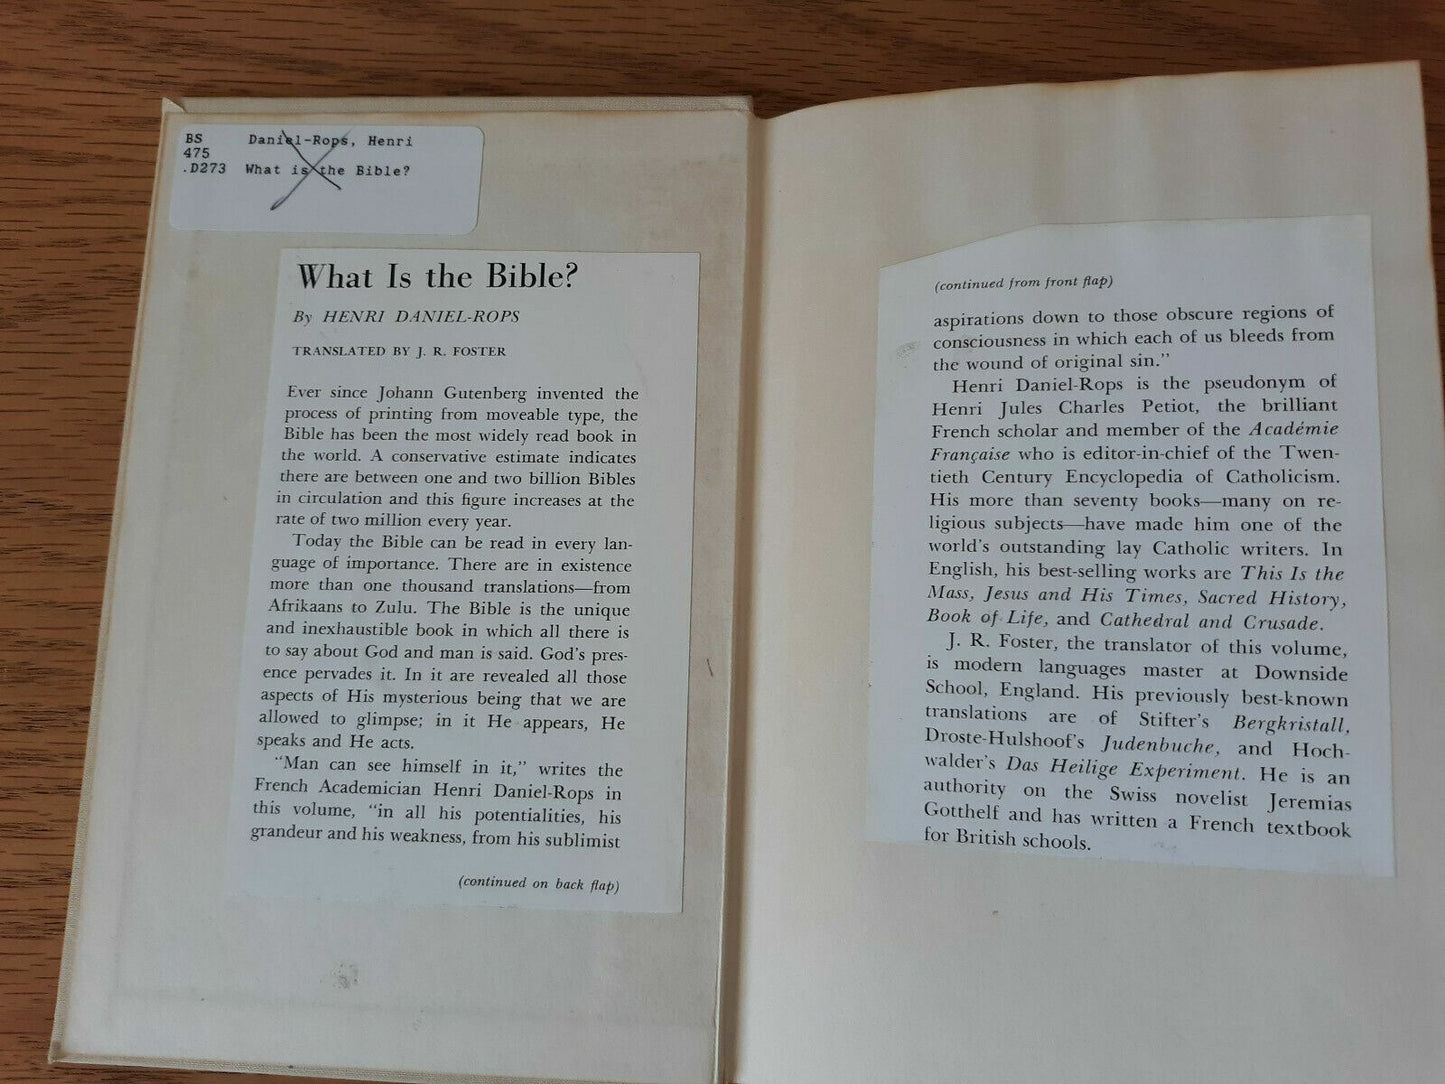 BS Daniel-Rops, Henri
475
.D273 What is the Bible?
What Is the Bible?
By HENRI DANIEL-ROPS
TRANSLATED BY J. R. FOSTER
Ever since Johann Gutenberg invented the
process of printing from moveable type, the
Bible has been the most widely read book in
the world. A conservative estimate indicates
there are between one and two billion Bibles
in circulation and this figure increases at the
rate of two million every year.
Today the Bible can be read in every lan-
guage of importance. There are in existence
more than one thousand translations—from
Afrikaans to Zulu. The Bible is the unique
and inexhaustible book in which all there is
to say about God and man is said. God's pres-
ence pervades it. In it are revealed all those
aspects of His mysterious being that we are
allowed to glimpse; in it He appears, He
speaks and He acts.
"Man can see himself in it," writes the
French Academician Henri Daniel-Rops in
this volume, "in all his potentialities, his
grandeur and his weakness, from his sublimist
(continued on back flap)
(continued from front flap)
aspirations down to those obscure regions of
consciousness in which each of us bleeds from
the wound of original sin."
Henri Daniel-Rops is the pseudonym of
Henri Jules Charles Petiot, the brilliant
French scholar and member of the Académie
Française who is editor-in-chief of the Twen-
tieth Century Encyclopedia of Catholicism.
His more than seventy books—many on re-
ligious subjects—have made him one of the
world's outstanding lay Catholic writers. In
English, his best-selling works are This Is the
Mass, Jesus and His Times, Sacred History,
Book of Life, and Cathedral and Crusade.
J. R. Foster, the translator of this volume,
is modern languages master at Downside
School, England. His previously best-known
translations are of Stifter's Bergkristall,
Droste-Hulshoof's Judenbuche, and Hoch-
walder's Das Heilige Experiment. He is an
authority on the Swiss novelist Jeremias
Gotthelf and has written a French textbook
for British schools.